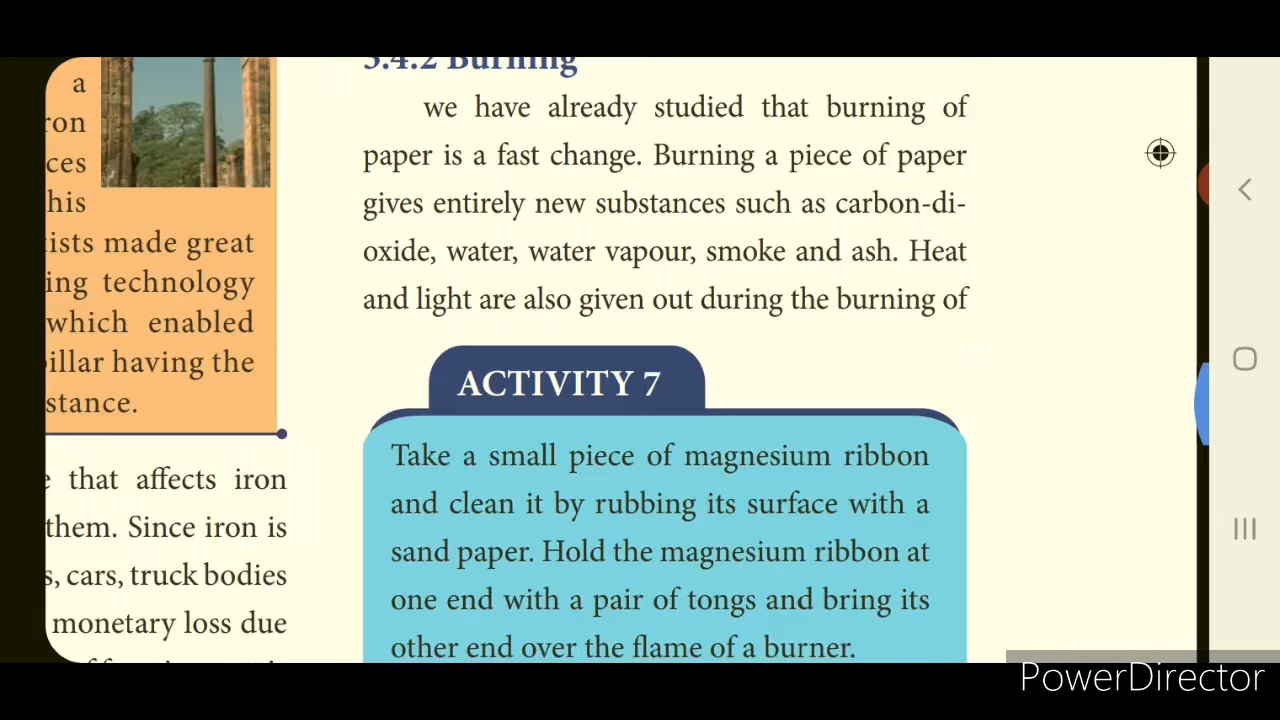 a
ron
ces
his
ists made great
ing technology
which enabled
illar having the
stance.
e that affects iron
them. Since iron is
s, cars, truck bodies
monetary loss due
3.4.2 Burning
we have already studied that burning of
paper is a fast change. Burning a piece of paper
gives entirely new substances such as carbon-di-
oxide, water, water vapour, smoke and ash. Heat
and light are also given out during the burning of
ACTIVITY 7
Take a small piece of magnesium ribbon
and clean it by rubbing its surface with a
sand paper. Hold the magnesium ribbon at
one end with a pair of tongs and bring its
other end over the flame of a burner.
PowerDirector